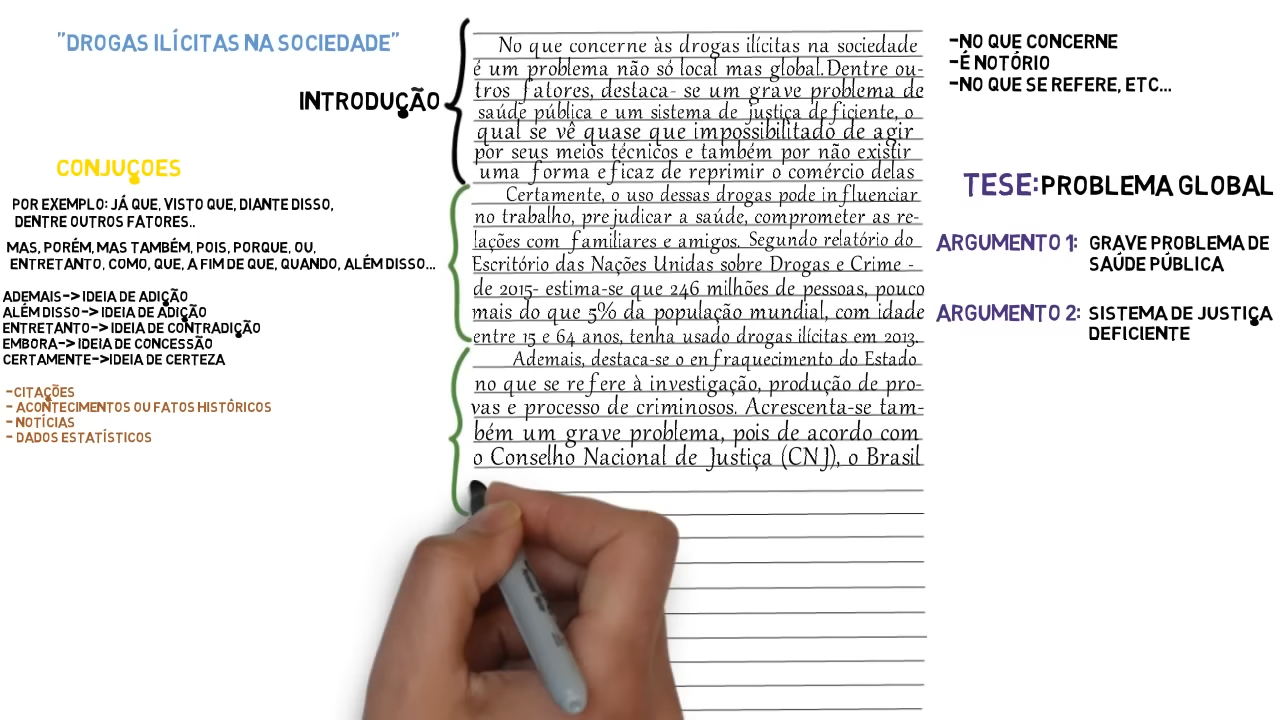 "DROGAS ILÍCITAS NA SOCIEDADE"
INTRODUÇÃO
CONJUÇOES
POR EXEMPLO: JÁ QUE, VISTO QUE, DIANTE DISSO,
DENTRE OUTROS FATORES..
MAS, PORÉM, MAS TAMBÉM, POIS, PORQUE, OU,
ENTRETANTO, COMO, QUE, A FIM DE QUE, QUANDO, ALÉM DISSO...
ADEMAIS-> IDEIA DE ADIÇÃO
ALÉM DISSO-> IDEIA DE ADIÇÃO
ENTRETANTO-> IDEIA DE CONTRADIÇÃO
EMBORA-> IDEIA DE CONCESSÃO
CERTAMENTE->IDEIA DE CERTEZA
-CITAÇÕES
- ACONTECIMENTOS OU FATOS HISTÓRICOS
- NOTÍCIAS
- DADOS ESTATÍSTICOS
No que concerne às drogas ilícitas na sociedade
é um problema não só local mas global.Dentre ou-
tros fatores, destaca- se um grave problema de
saúde pública e um sistema de justiça deficiente, o
qual se vê quase que impossibilitado de agir
por seus meios técnicos e também por não existir
uma forma eficaz de reprimir o comércio delas
Certamente, o uso dessas drogas pode influenciar
no trabalho, prejudicar a saúde, comprometer as re-
lações com familiares e amigos. Segundo relatório do
Escritório das Nações Unidas sobre Drogas e Crime -
de 2015- estima-se que 246 milhões de pessoas, pouco
mais do que 5% da população mundial, com idade
entre 15 e 64 anos, tenha usado drogas ilícitas em 2013.
Ademais, destaca-se o enfraquecimento do Estado
no que se refere à investigação, produção de pro-
vas e processo de criminosos. Acrescenta-se tam-
bém um grave problema, pois de acordo com
o Conselho Nacional de Justiça (CNJ), o Brasil
-NO QUE CONCERNE
-É NOTÓRIO
-NO QUE SE REFERE, ETC...
TESE:PROBLEMA GLOBAL
ARGUMENTO 1: GRAVE PROBLEMA DE
SAÚDE PÚBLICA
ARGUMENTO 2: SISTEMA DE JUSTIÇA
DEFICIENTE